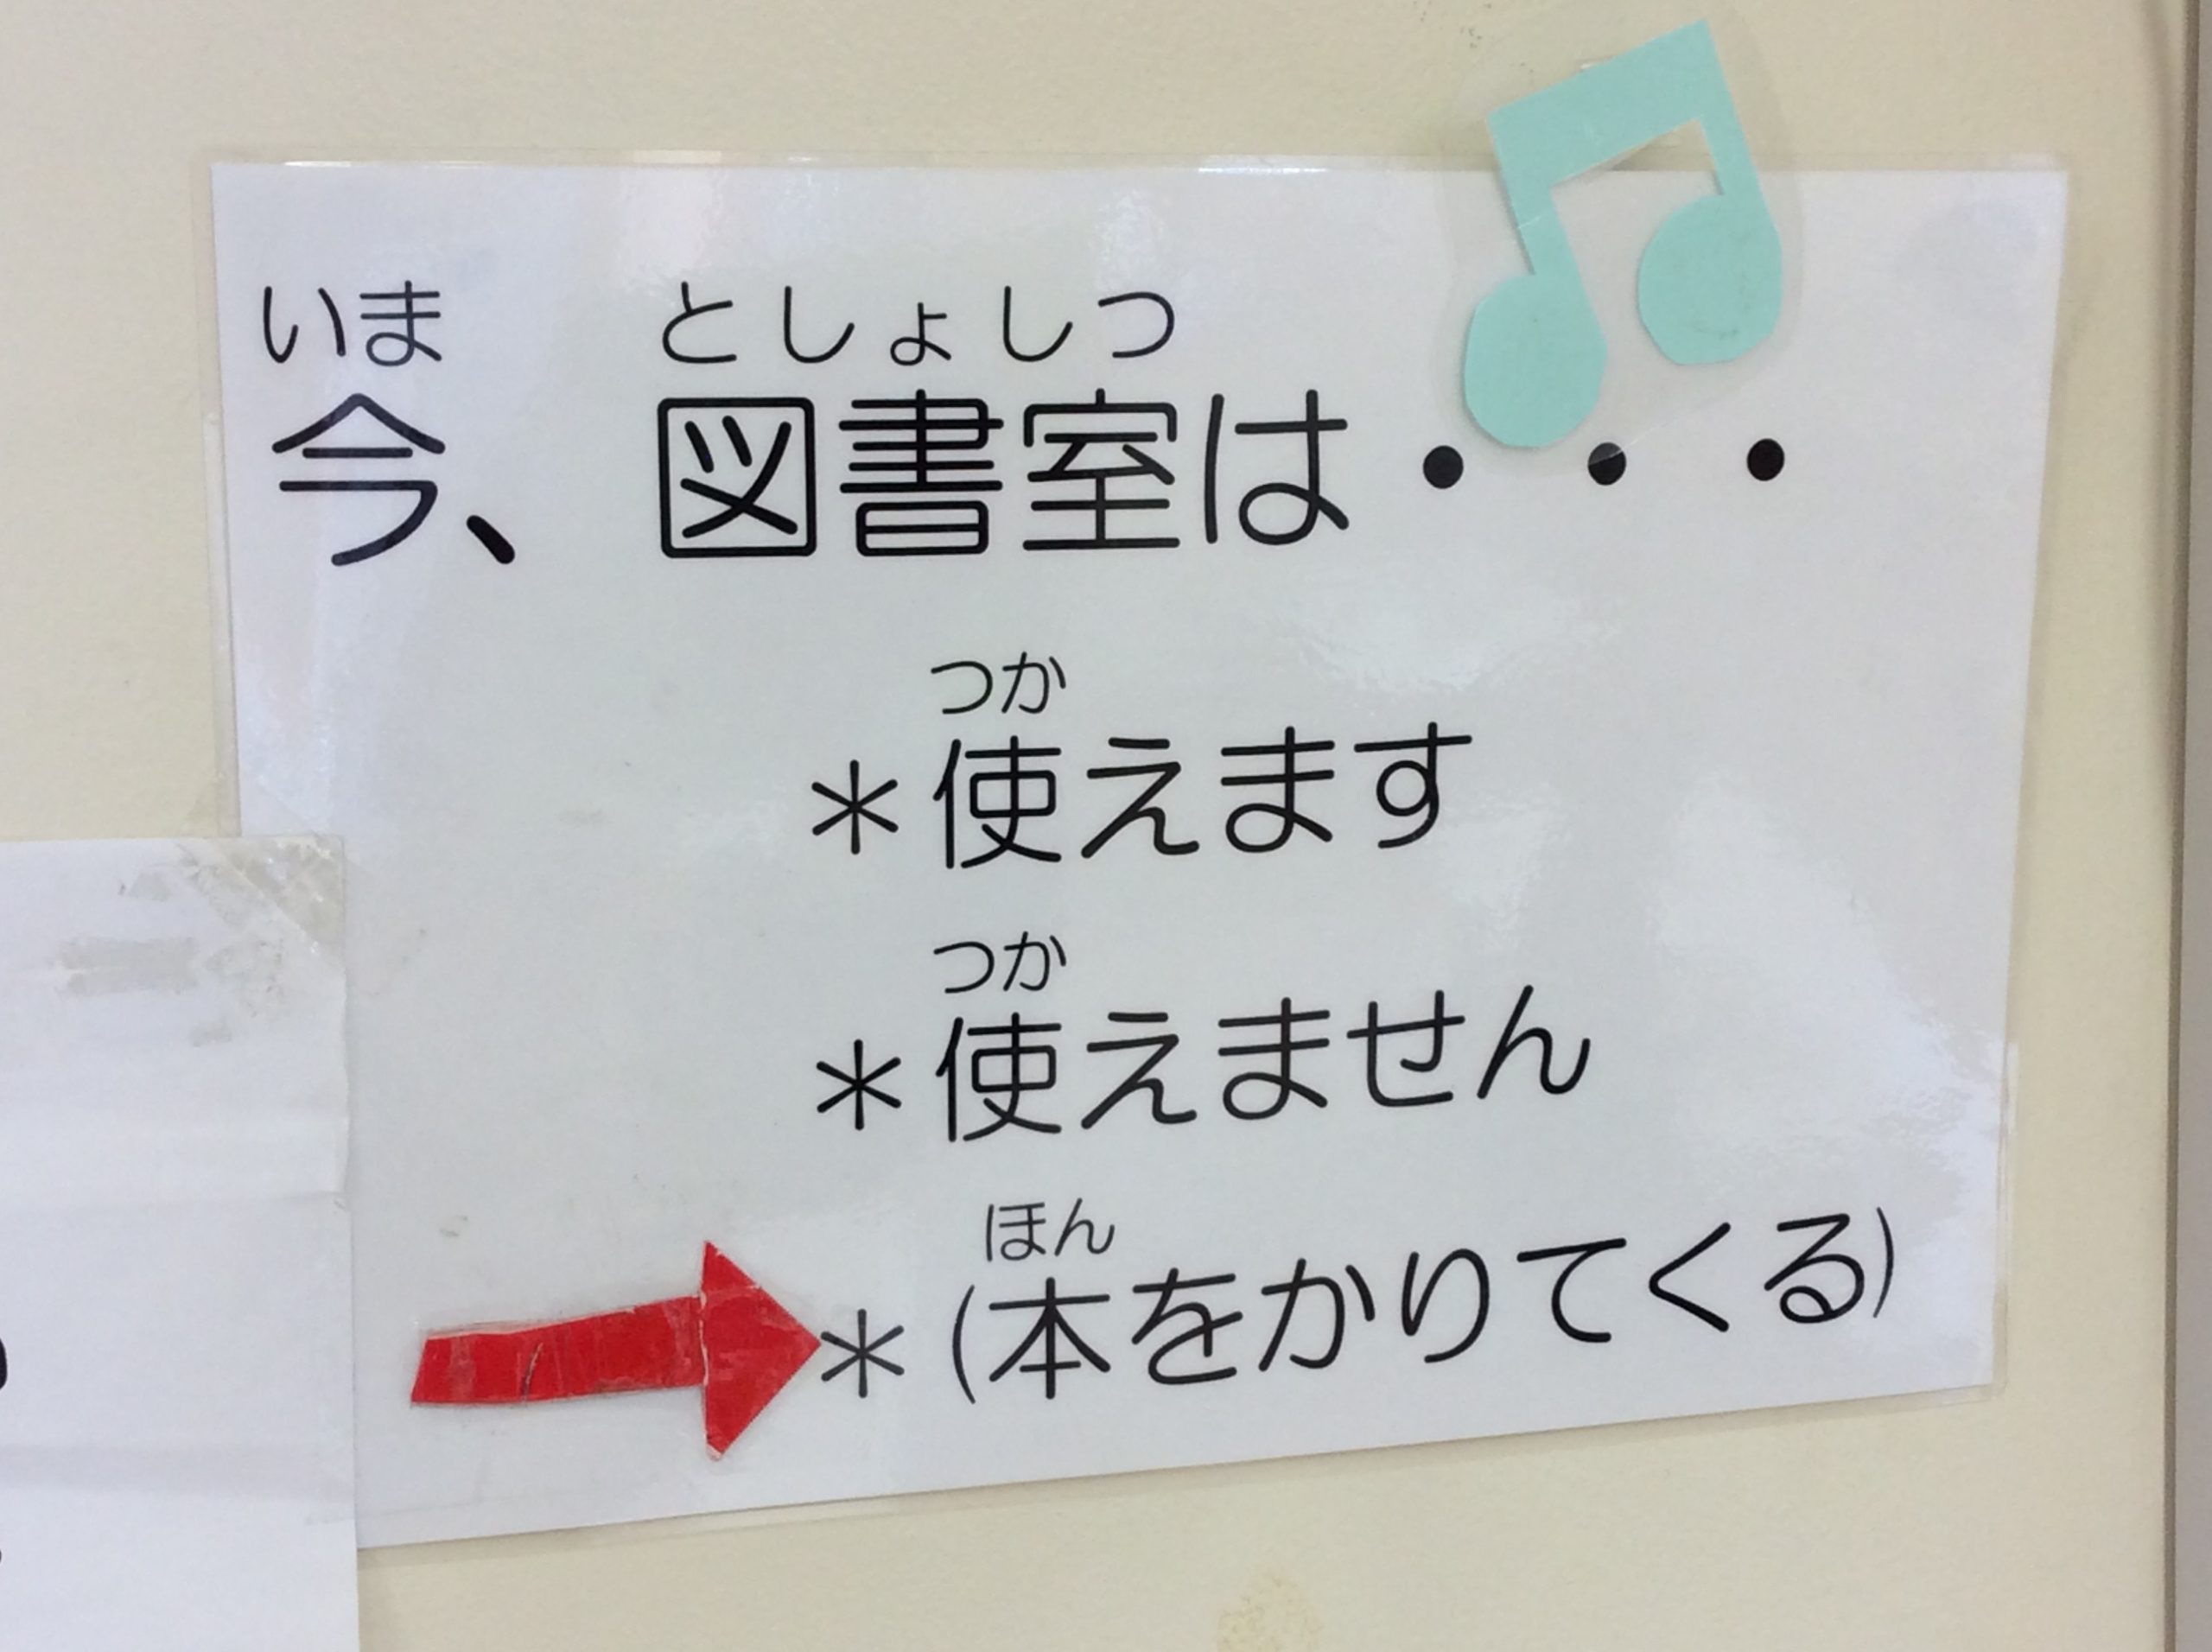 いま としょしつ
今、 図書室は・・・
つか
＊使えます
つか
＊使えません
ほん
＊(本をかりてくる)